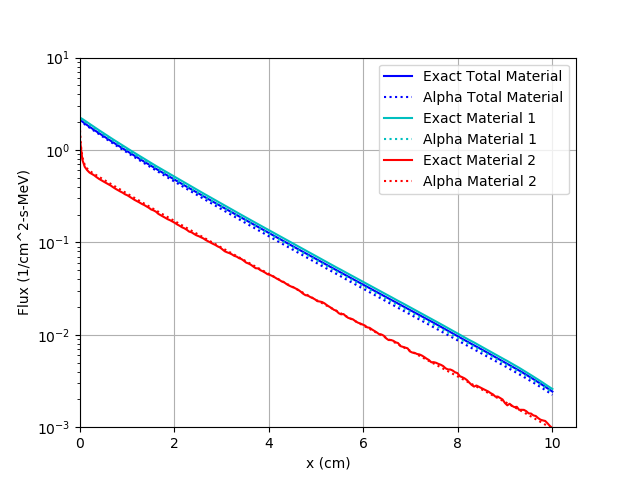 Exact Total Material
Alpha Total Material
Exact Material 1
Alpha Material 1
Exact Material 2
Alpha Material 2
Flux (1/cm^2-s-MeV)
10^1
10^0
10^-1
10^-2
10^-3
0 2 4 6 8 10
x (cm)